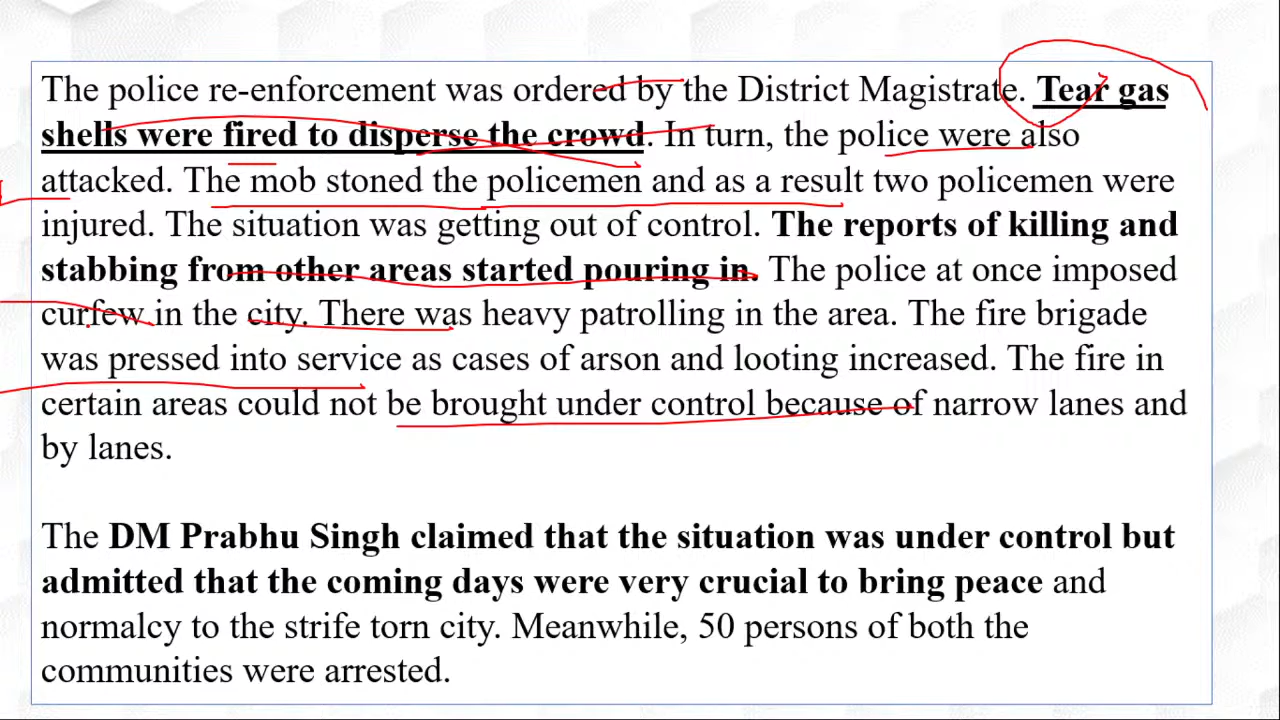 The police re-enforcement was ordered by the District Magistrate. Tear gas
shells were fired to disperse the crowd. In turn, the police were also
attacked. The mob stoned the policemen and as a result two policemen were
injured. The situation was getting out of control. The reports of killing and
stabbing from other areas started pouring in. The police at once imposed
curfew in the city. There was heavy patrolling in the area. The fire brigade
was pressed into service as cases of arson and looting increased. The fire in
certain areas could not be brought under control because of narrow lanes and
by lanes.
The DM Prabhu Singh claimed that the situation was under control but
admitted that the coming days were very crucial to bring peace and
normalcy to the strife torn city. Meanwhile, 50 persons of both the
communities were arrested.